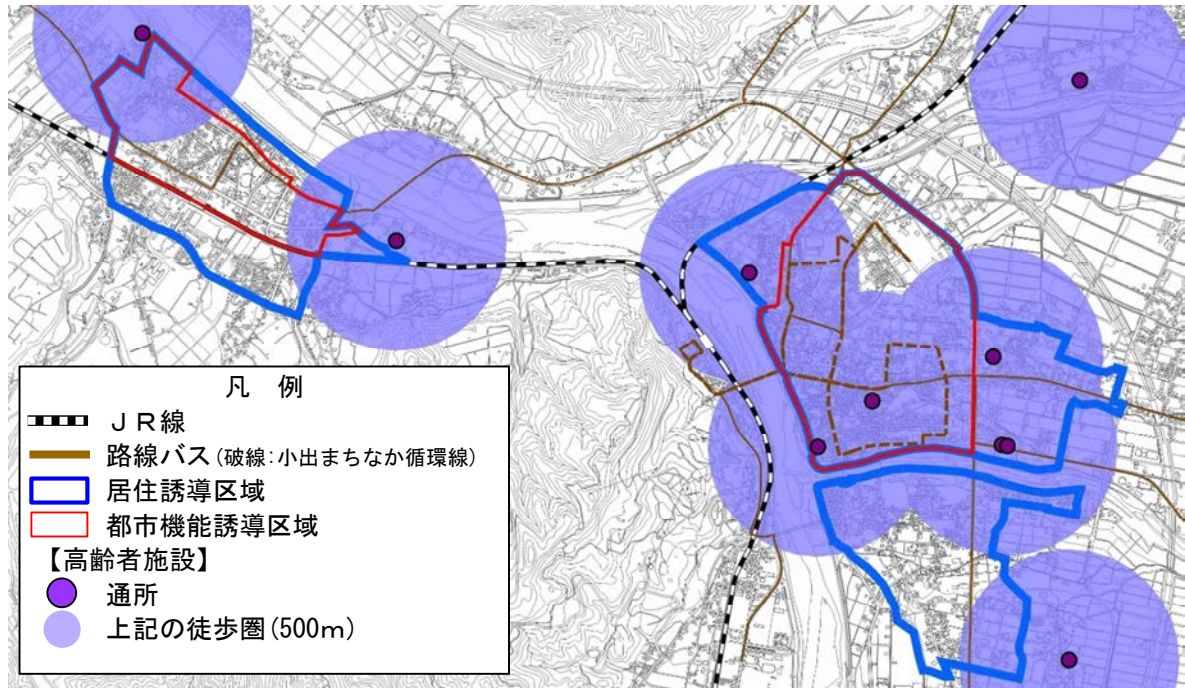 凡 例
ＪＲ線
路線バス(破線:小出まちなか循環線)
居住誘導区域
都市機能誘導区域
【高齢者施設】
通所
上記の徒歩圏(500ｍ)